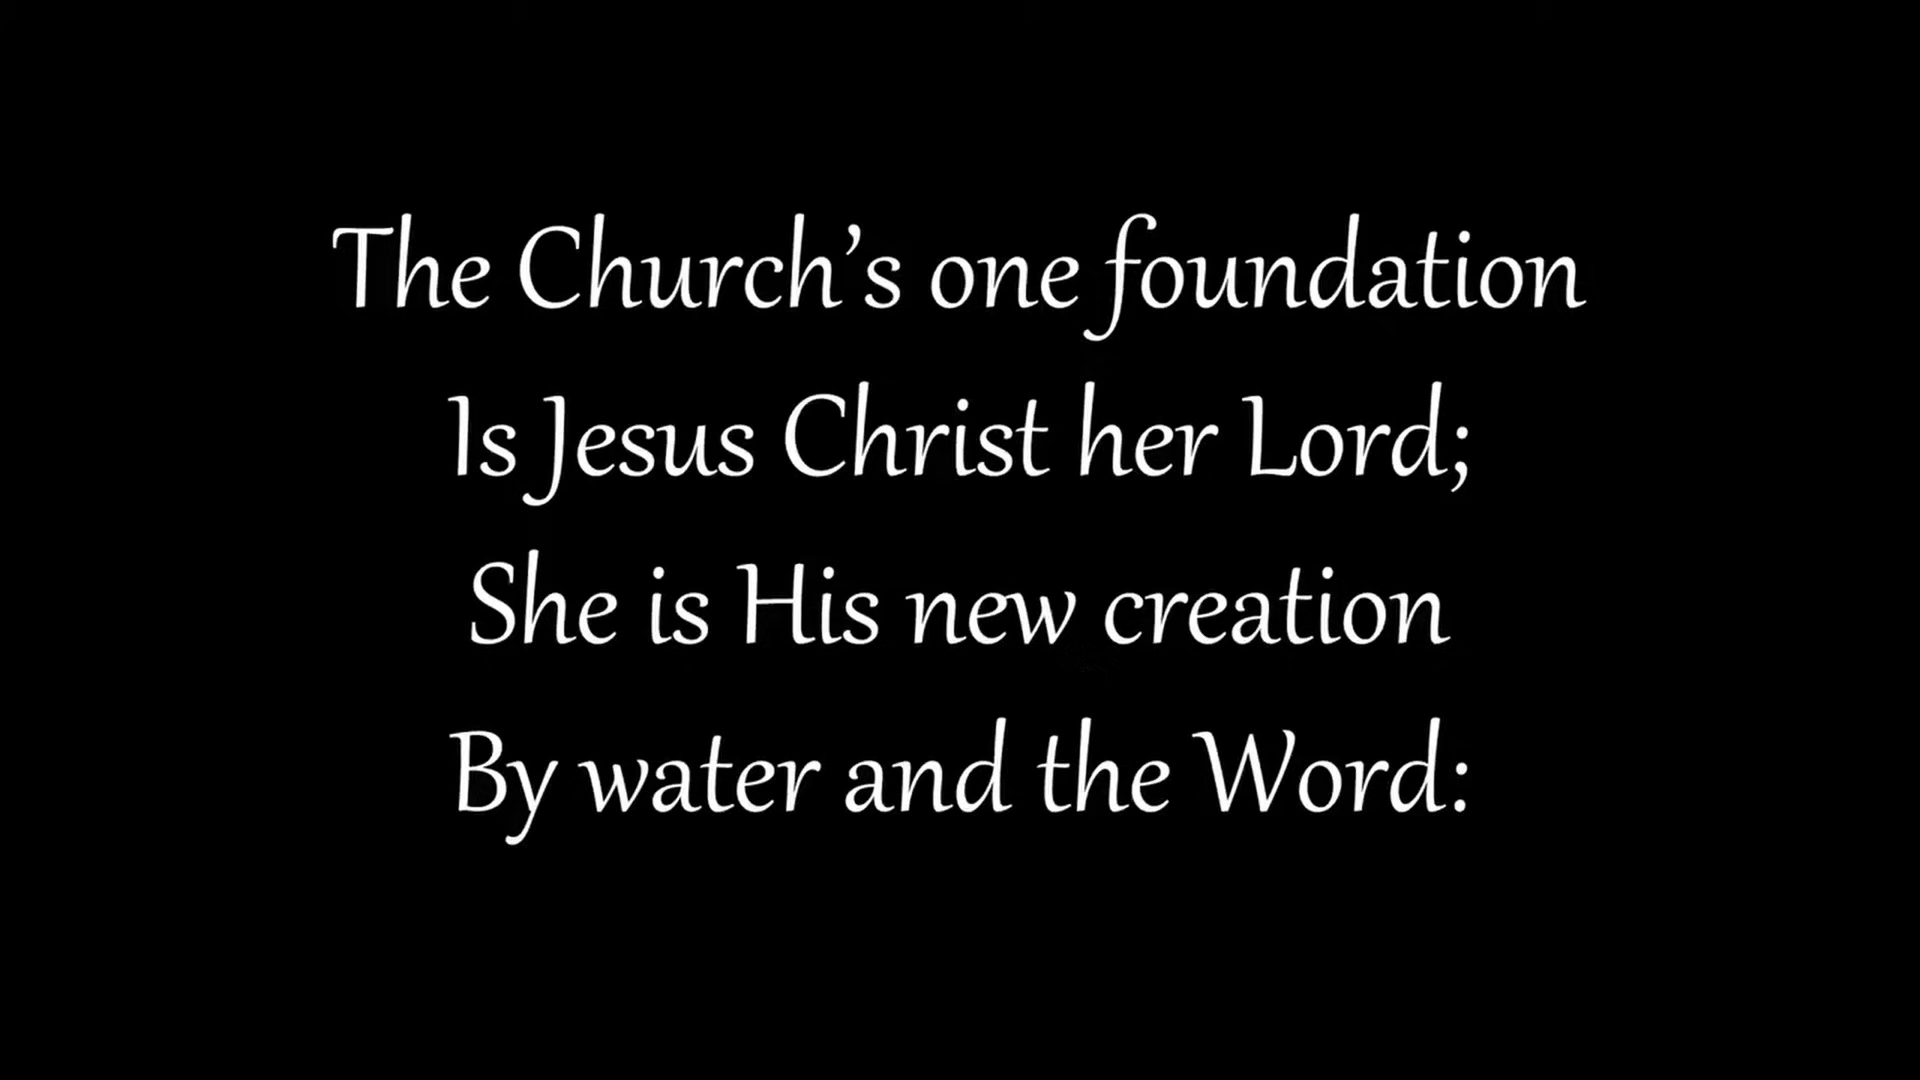 The Church’s one foundation
Is Jesus Christ her Lord;
She is His new creation
By water and the Word: